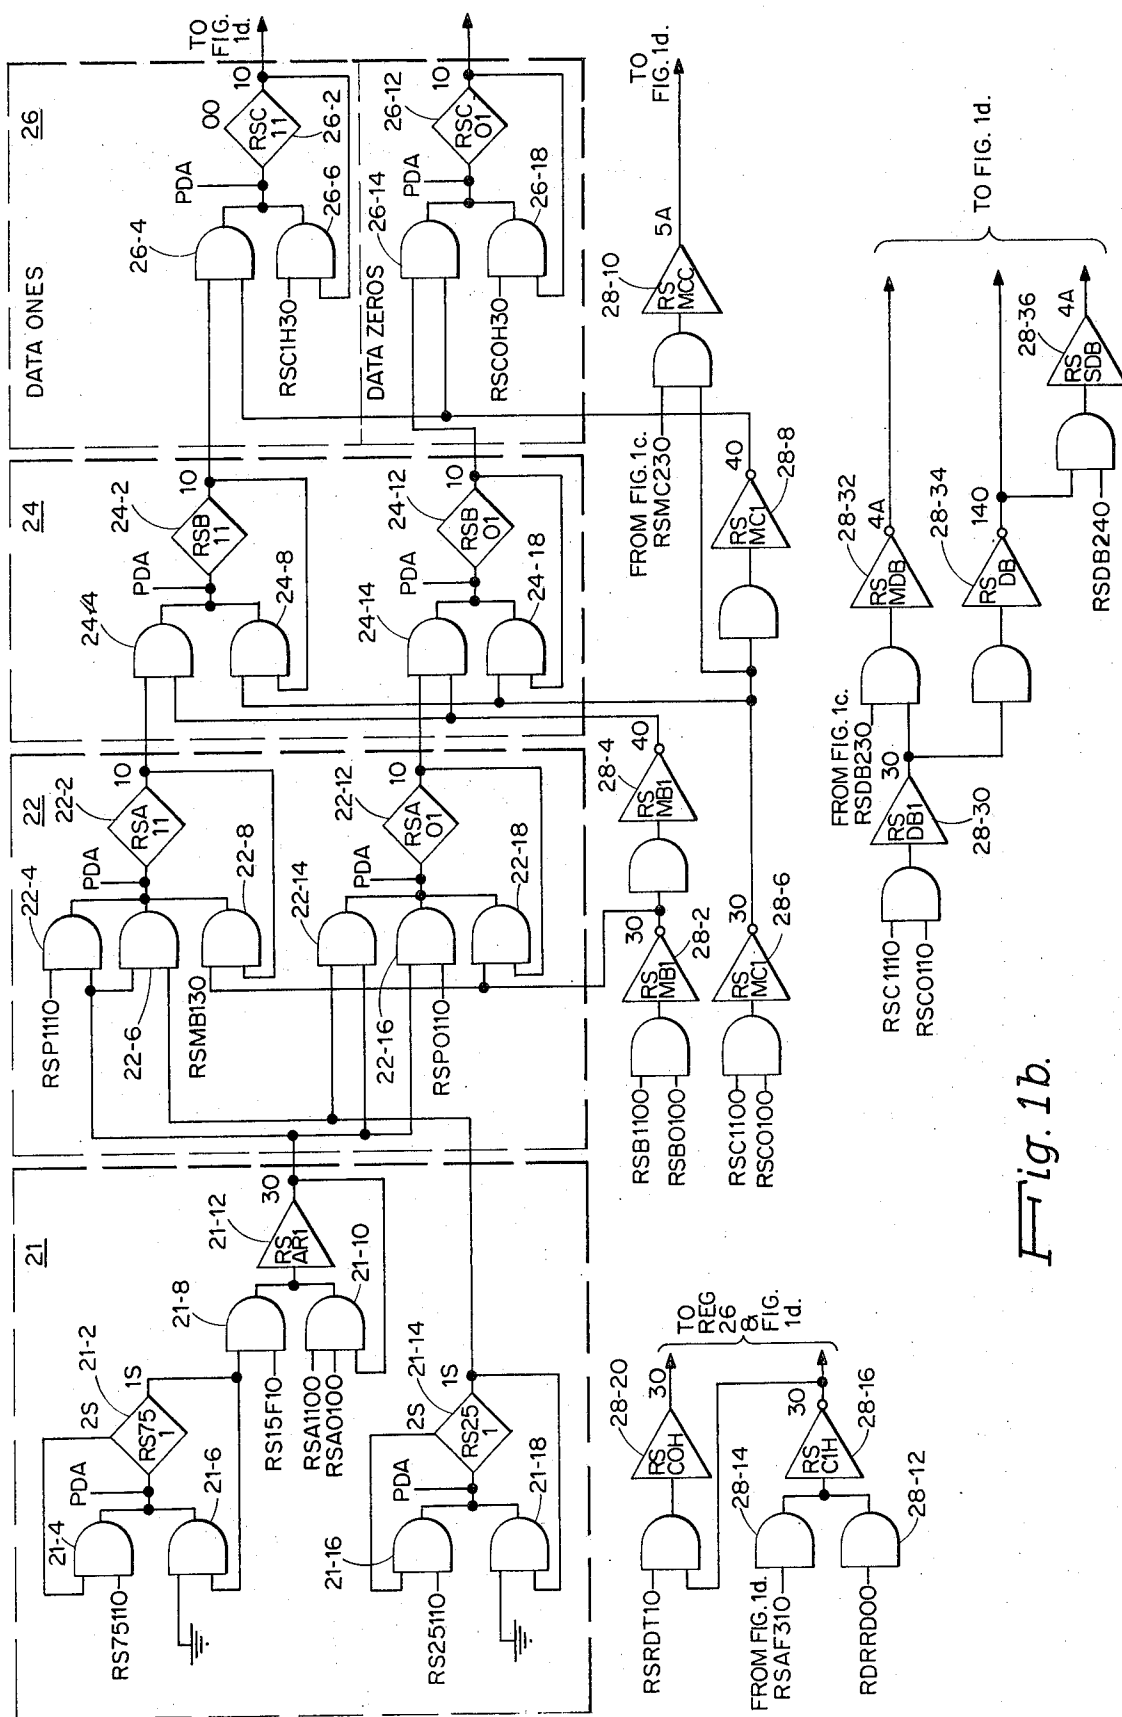 21
21-2
2S
RS75
1
1S
PDA
21-4
RS75110
21-6
21-8
RS15F10
RSA1100
RSA0100
21-10
21-12
RS
AR1
30
21-14
2S
RS25
1
1S
PDA
21-16
RS25110
21-18
22
22-2
22-4
RSP1110
PDA
RSA
11
10
22-6
RSMB130
22-8
22-12
22-14
PDA
RSA
01
10
22-16
RSP0110
22-18
24
24-2
24-4
PDA
RSB
11
10
24-8
24-12
24-14
PDA
RSB
01
10
24-18
26
DATA ONES
26-4
PDA
00
RSC
11
10
26-2
RSC1H30
26-6
TO
FIG.
1d.
DATA ZEROS
26-14
PDA
26-12
RSC
01
10
RSC0H30
26-18
RSB1100
RSB0100
30
RS
MB1
28-2
28-4
RS
MB1
40
RSC1100
RSC0100
30
RS
MC1
28-6
40
RS
MC1
28-8
FROM FIG.1c.
RSMC230
28-10
RS
MCC
5A
TO
FIG.1d.
RSRDT10
28-20
RS
C0H
30
TO
REG
26
&
FIG.
1d.
28-14
FROM FIG.1d.
RSAF310
RDRRD00
30
RS
C1H
28-16
28-12
RSC1110
RSC0110
30
RS
DB1
28-30
FROM FIG.1c.
RSDB230
28-32
RS
MDB
4A
28-34
RS
DB
140
RSDB240
28-36
RS
SDB
4A
TO FIG. 1d.
Fig. 1b.